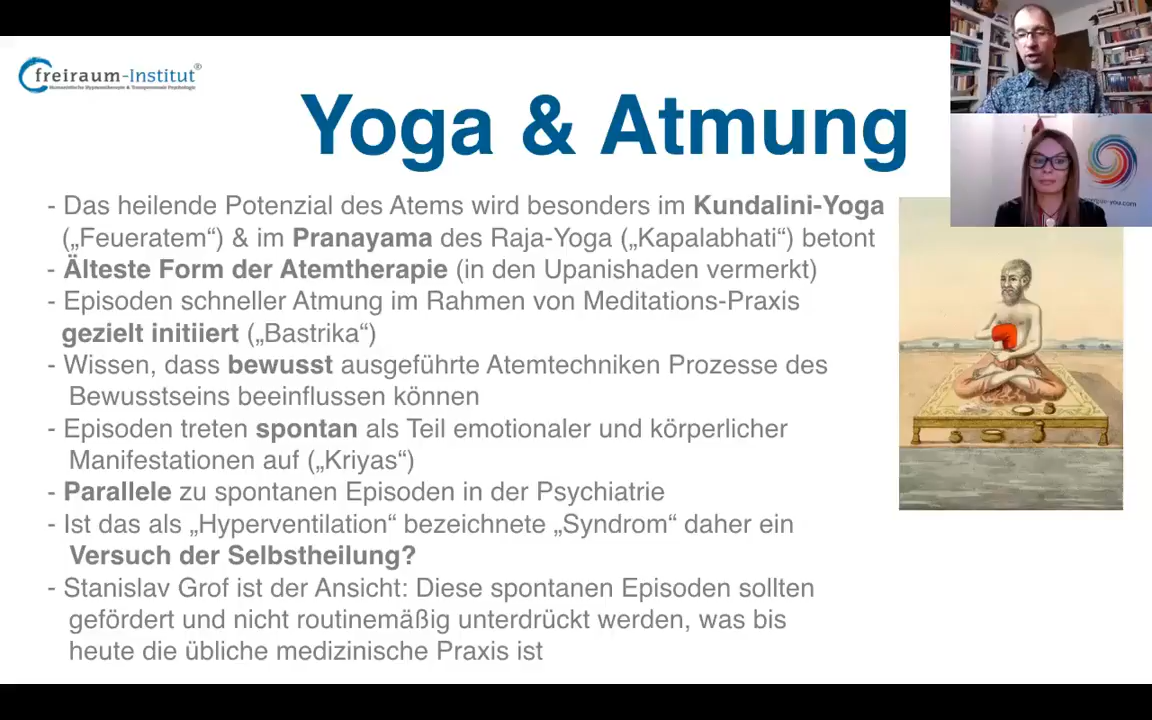 freiraum-Institut®
Humanistische Hypnosetherapie & Transpersonale Psychologie
Yoga & Atmung
- Das heilende Potenzial des Atems wird besonders im Kundalini-Yoga
(„Feueratem“) & im Pranayama des Raja-Yoga („Kapalabhati“) betont
- Älteste Form der Atemtherapie (in den Upanishaden vermerkt)
- Episoden schneller Atmung im Rahmen von Meditations-Praxis
gezielt initiiert („Bastrika“)
- Wissen, dass bewusst ausgeführte Atemtechniken Prozesse des
Bewusstseins beeinflussen können
- Episoden treten spontan als Teil emotionaler und körperlicher
Manifestationen auf („Kriyas“)
- Parallele zu spontanen Episoden in der Psychiatrie
- Ist das als „Hyperventilation“ bezeichnete „Syndrom“ daher ein
Versuch der Selbstheilung?
- Stanislav Grof ist der Ansicht: Diese spontanen Episoden sollten
gefördert und nicht routinemäßig unterdrückt werden, was bis
heute die übliche medizinische Praxis ist